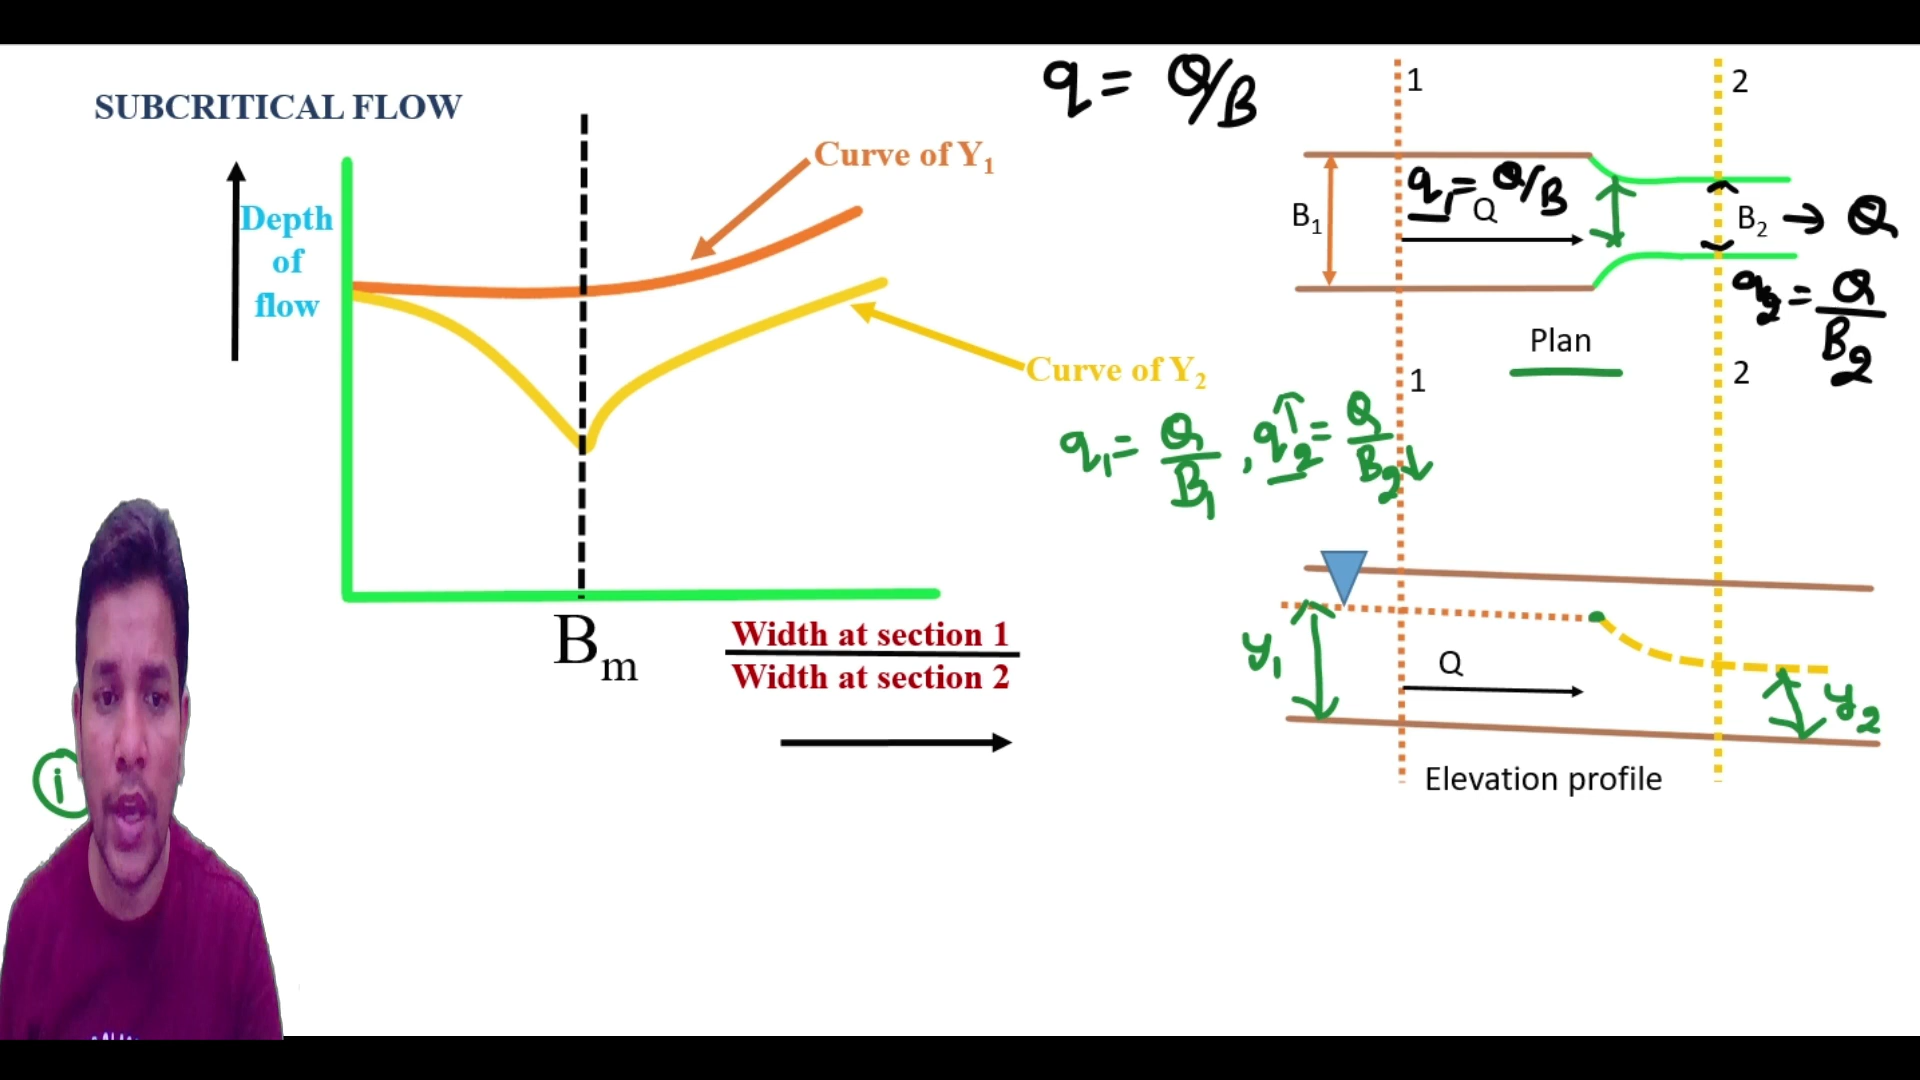 SUBCRITICAL FLOW
Depth
of
flow
Curve of Y₁
Curve of Y₂
Bm
Width at section 1
Width at section 2
i
q = Q/B
1
2
B₁
q₁ = Q/B
Q
B₂ → Q
q₂ = Q/B₂
Plan
1
2
q₁ = Q/B₁ , q₂↑ = Q/B₂↓
y₁
Q
y₂
Elevation profile